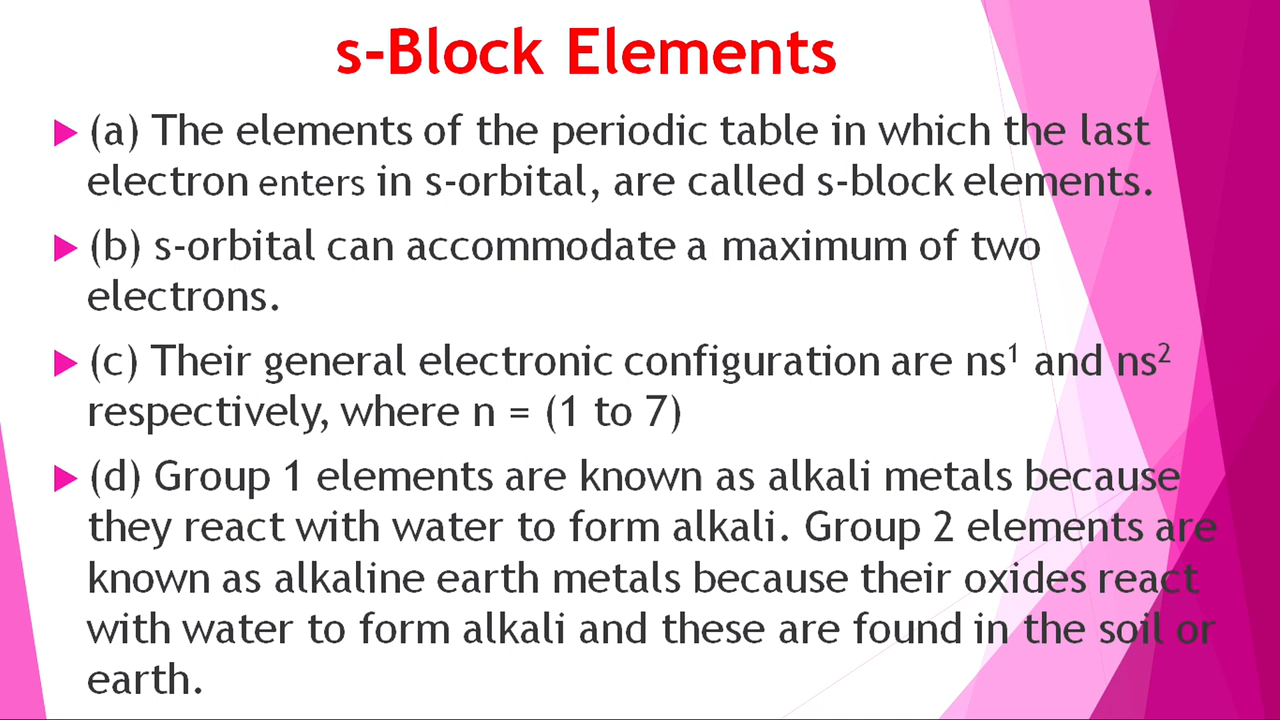 s-Block Elements
(a) The elements of the periodic table in which the last
electron enters in s-orbital, are called s-block elements.
(b) s-orbital can accommodate a maximum of two
electrons.
(c) Their general electronic configuration are ns¹ and ns²
respectively, where n = (1 to 7)
(d) Group 1 elements are known as alkali metals because
they react with water to form alkali. Group 2 elements are
known as alkaline earth metals because their oxides react
with water to form alkali and these are found in the soil or
earth.